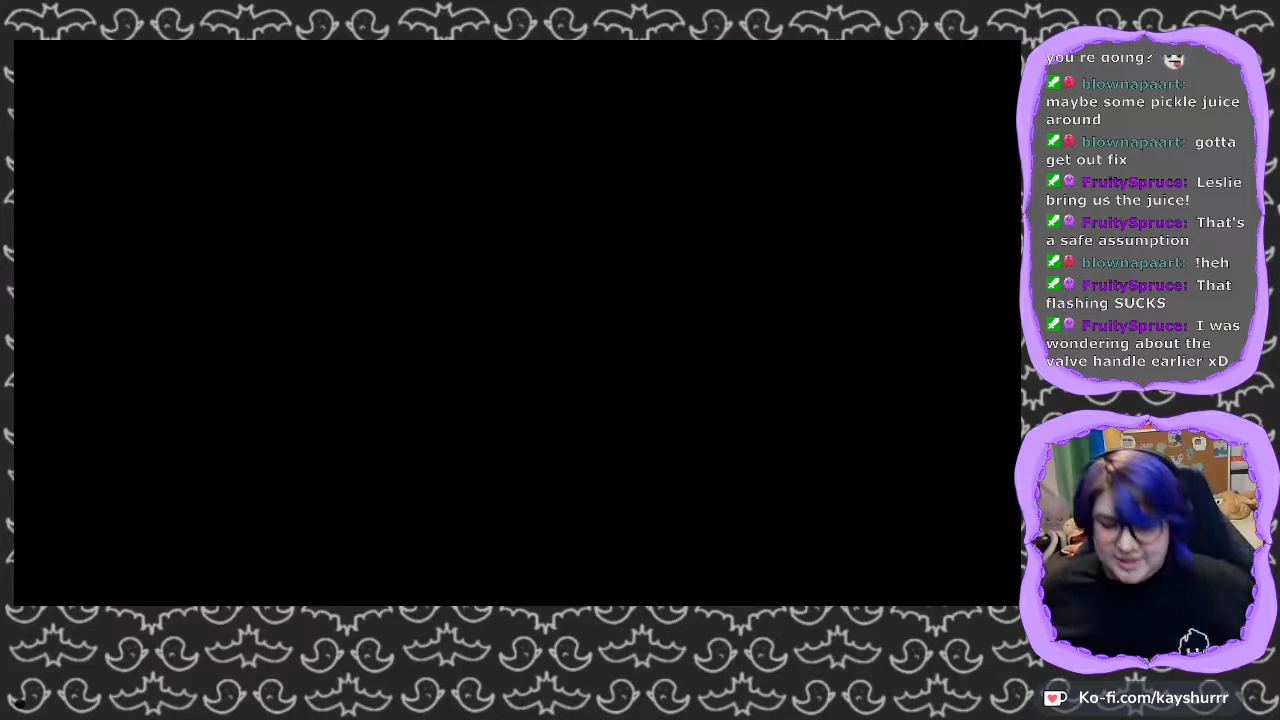 you're doing?
blownapaart:
maybe some pickle juice
around
blownapaart: gotta
get out fix
FruitySpruce: Leslie
bring us the juice!
FruitySpruce: That's
a safe assumption
blownapaart: !heh
FruitySpruce: That
flashing SUCKS
FruitySpruce: I was
wondering about the
valve handle earlier xD
Ko-fi.com/kayshurrr